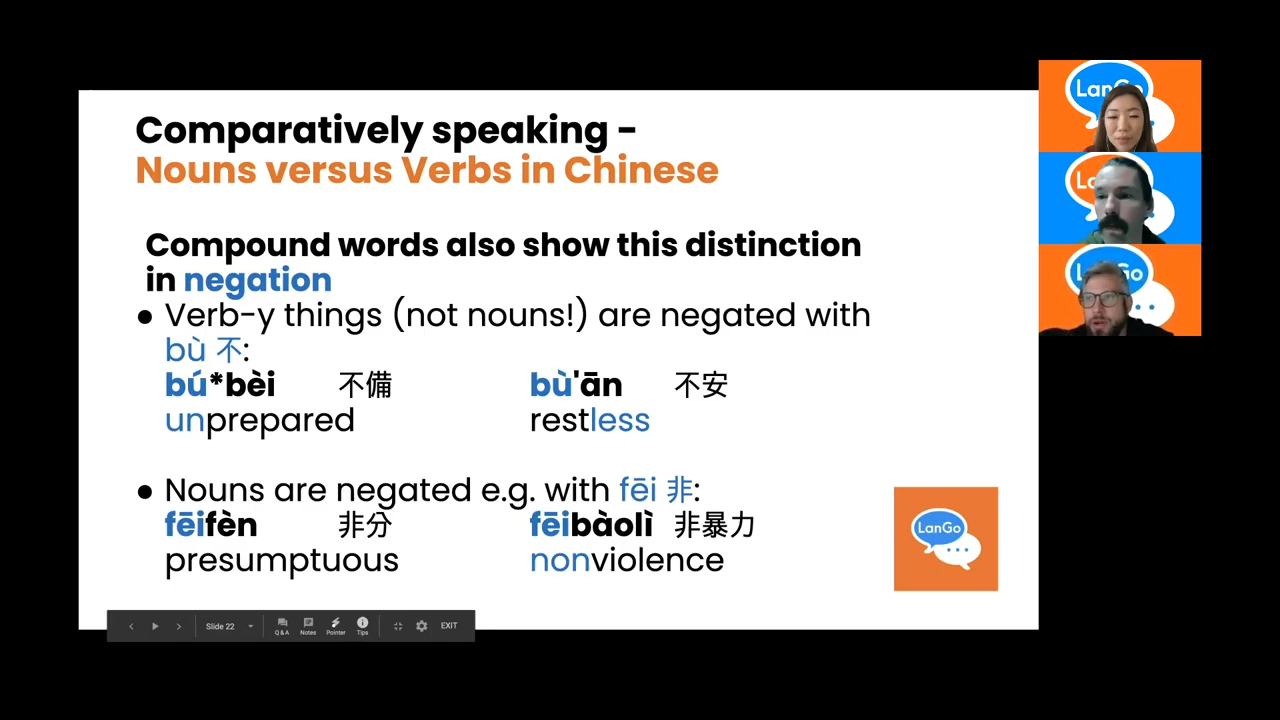 Comparatively speaking -
Nouns versus Verbs in Chinese
Compound words also show this distinction
in negation
● Verb-y things (not nouns!) are negated with
bù 不:
bú*bèi 不備 bù'ān 不安
unprepared restless
● Nouns are negated e.g. with fēi 非:
fēifèn 非分 fēibàolì 非暴力
presumptuous nonviolence
LanGo
Slide 22 Q&A Notes Pointer Tips EXIT
LanGo
LanGo